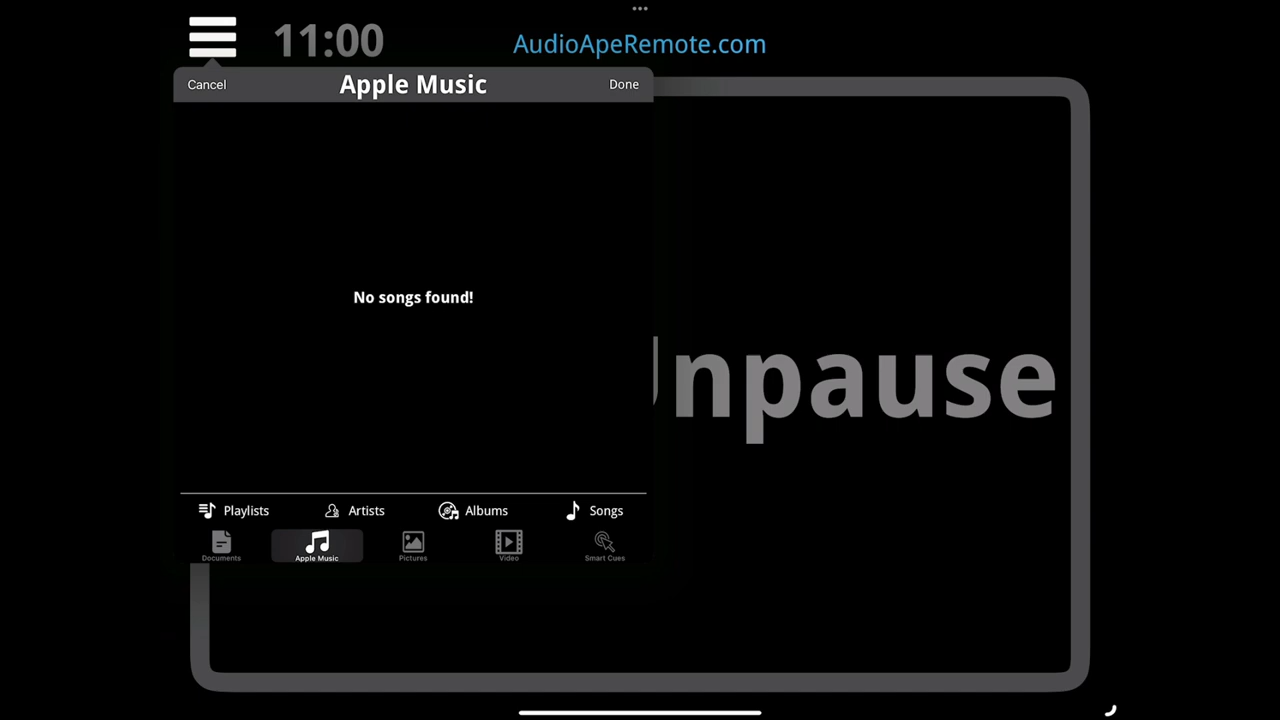 11:00
AudioApeRemote.com
Cancel
Apple Music
Done
No songs found!
npause
Playlists
Artists
Albums
Songs
Documents
Apple Music
Pictures
Video
Smart Cues